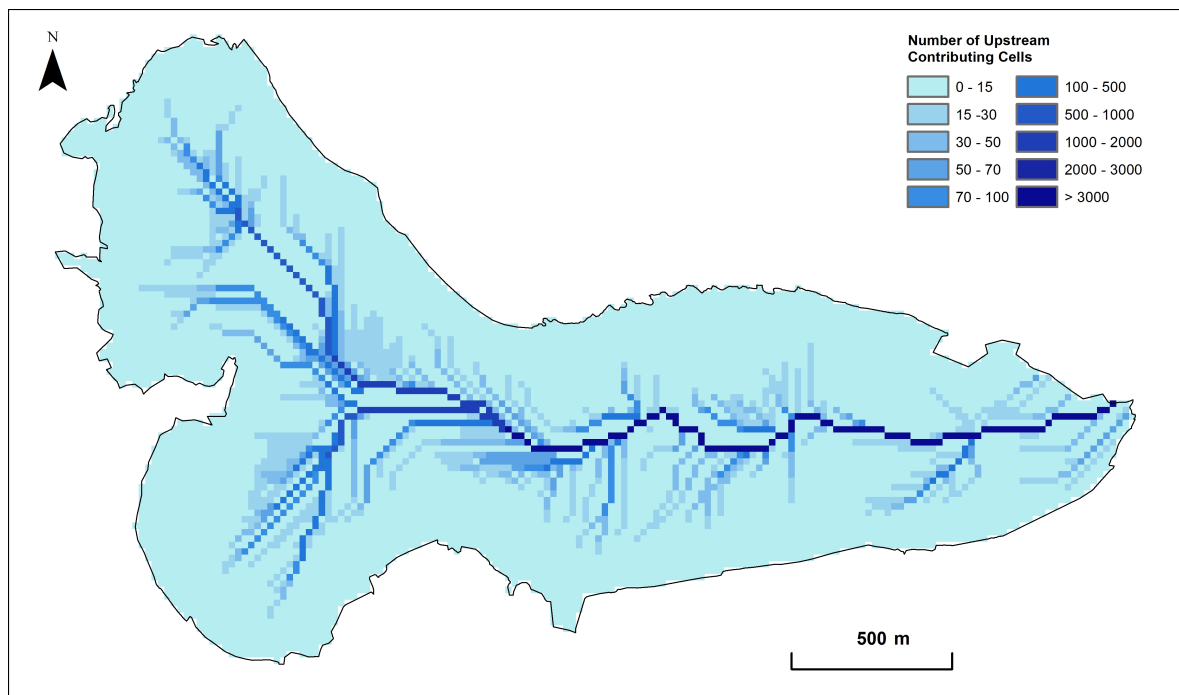 N
Number of Upstream
Contributing Cells
0 - 15
15 -30
30 - 50
50 - 70
70 - 100
100 - 500
500 - 1000
1000 - 2000
2000 - 3000
> 3000
500 m